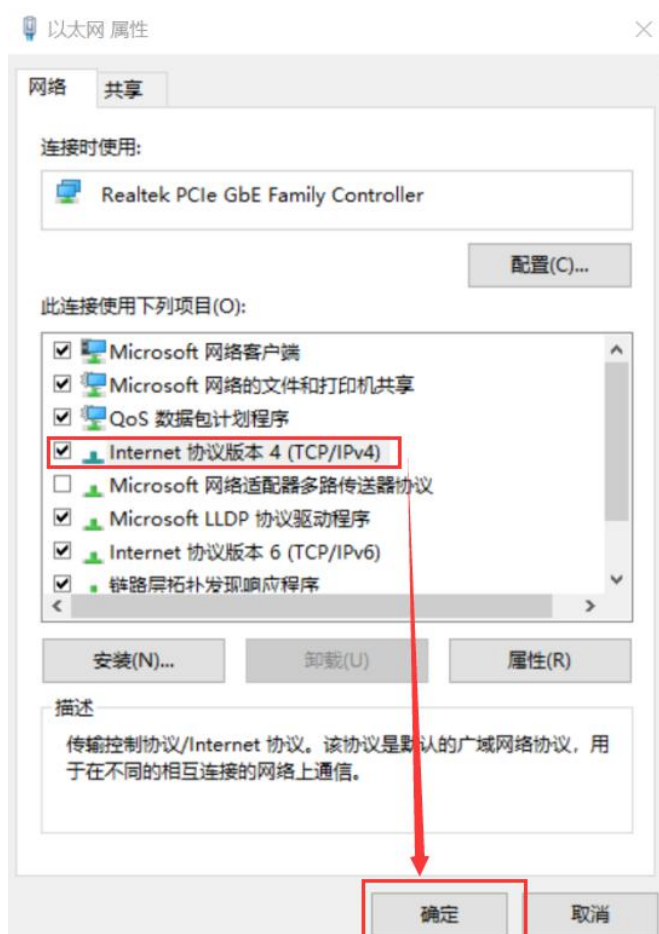 以太网 属性
网络 共享
连接时使用:
Realtek PCIe GbE Family Controller
配置(C)...
此连接使用下列项目(O):
Microsoft 网络客户端
Microsoft 网络的文件和打印机共享
QoS 数据包计划程序
Internet 协议版本 4 (TCP/IPv4)
Microsoft 网络适配器多路传送器协议
Microsoft LLDP 协议驱动程序
Internet 协议版本 6 (TCP/IPv6)
链路层拓扑发现响应程序
安装(N)... 卸载(U) 属性(R)
描述
传输控制协议/Internet 协议。该协议是默认的广域网络协议，用
于在不同的相互连接的网络上通信。
确定 取消